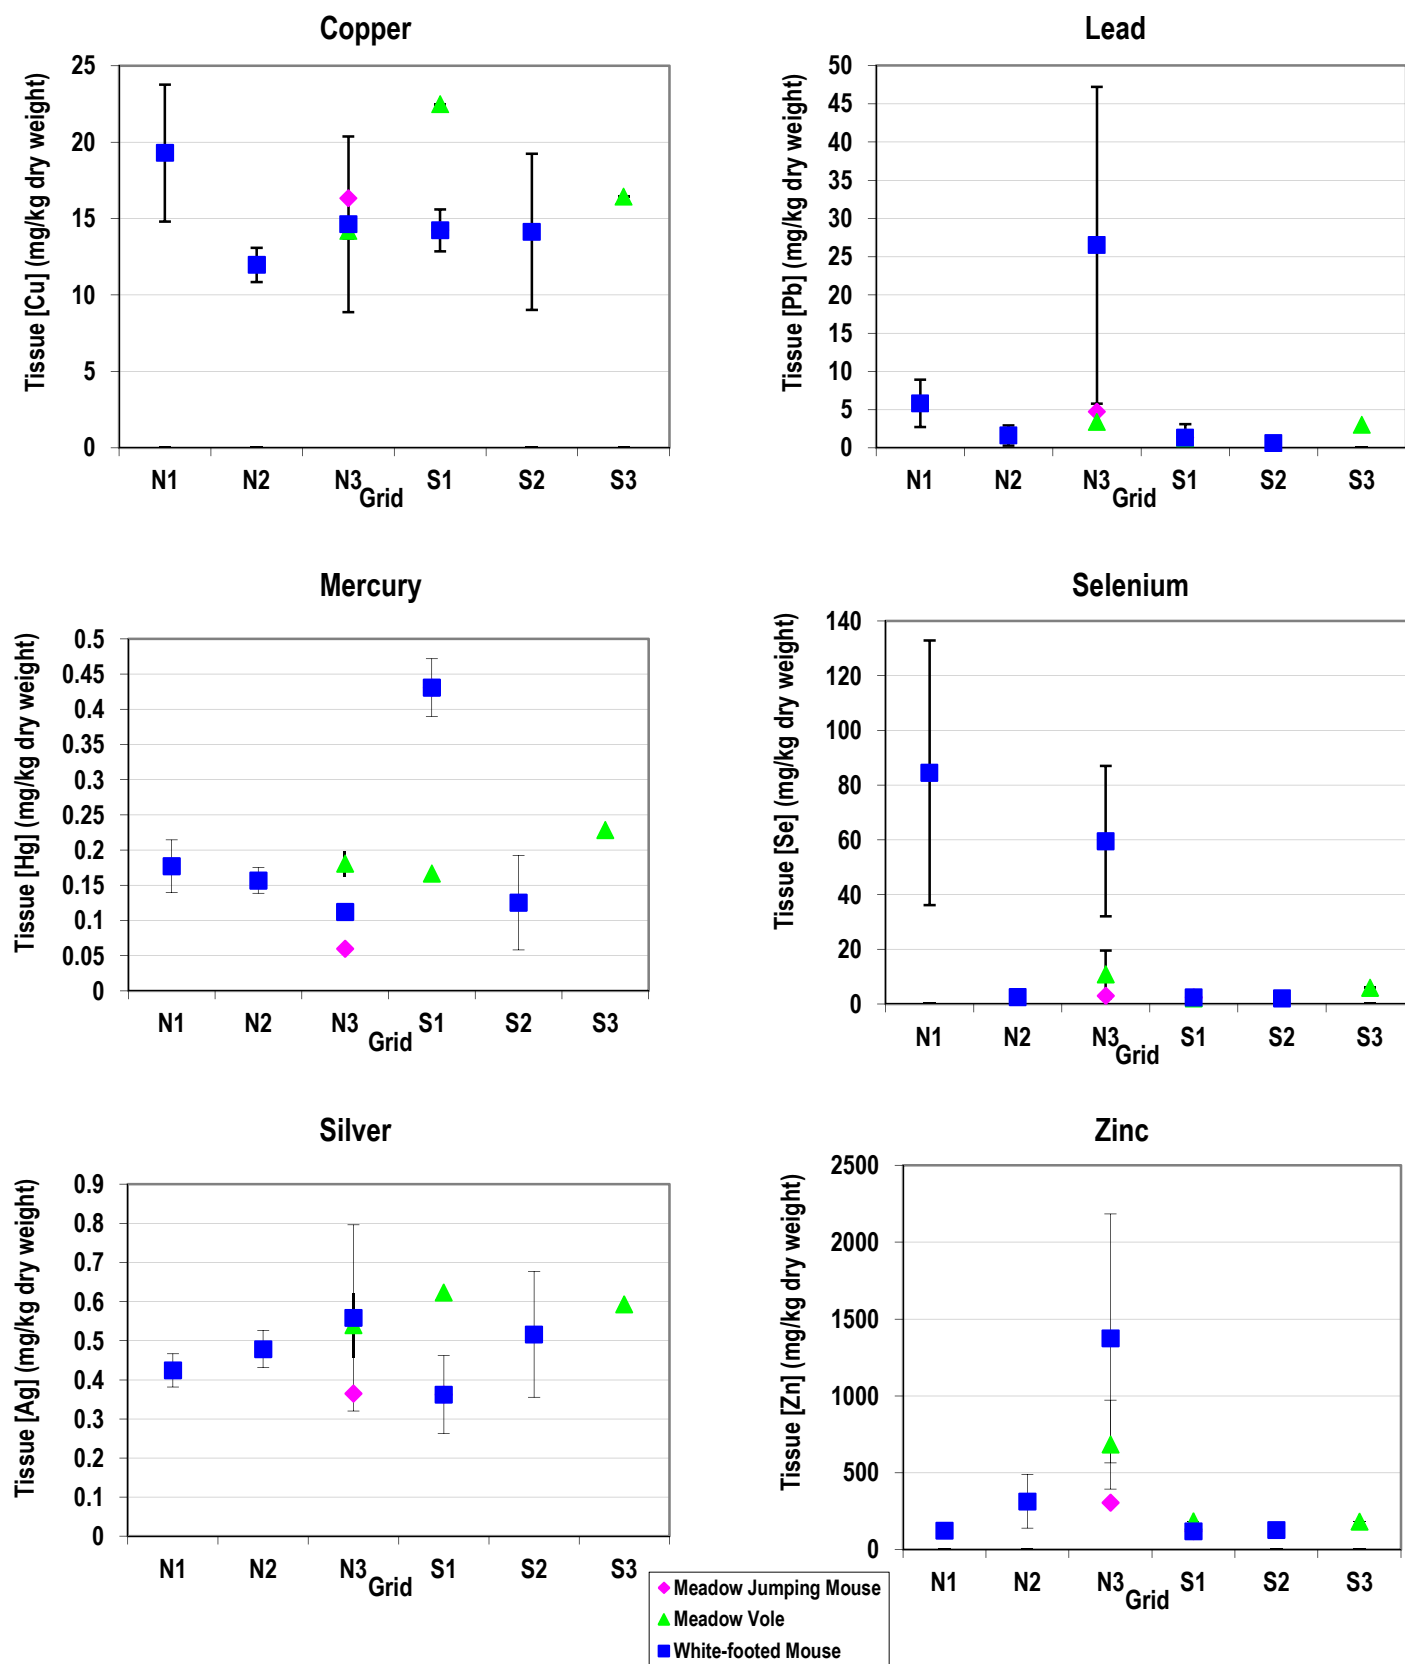 Copper
Tissue [Cu] (mg/kg dry weight)
25
20
15
10
5
0
N1 N2 N3 S1 S2 S3
Grid
Lead
Tissue [Pb] (mg/kg dry weight)
50
45
40
35
30
25
20
15
10
5
0
N1 N2 N3 S1 S2 S3
Grid
Mercury
Tissue [Hg] (mg/kg dry weight)
0.5
0.45
0.4
0.35
0.3
0.25
0.2
0.15
0.1
0.05
0
N1 N2 N3 S1 S2 S3
Grid
Selenium
Tissue [Se] (mg/kg dry weight)
140
120
100
80
60
40
20
0
N1 N2 N3 S1 S2 S3
Grid
Silver
Tissue [Ag] (mg/kg dry weight)
0.9
0.8
0.7
0.6
0.5
0.4
0.3
0.2
0.1
0
N1 N2 N3 S1 S2 S3
Grid
Zinc
Tissue [Zn] (mg/kg dry weight)
2500
2000
1500
1000
500
0
N1 N2 N3 S1 S2 S3
Grid
Meadow Jumping Mouse
Meadow Vole
White-footed Mouse